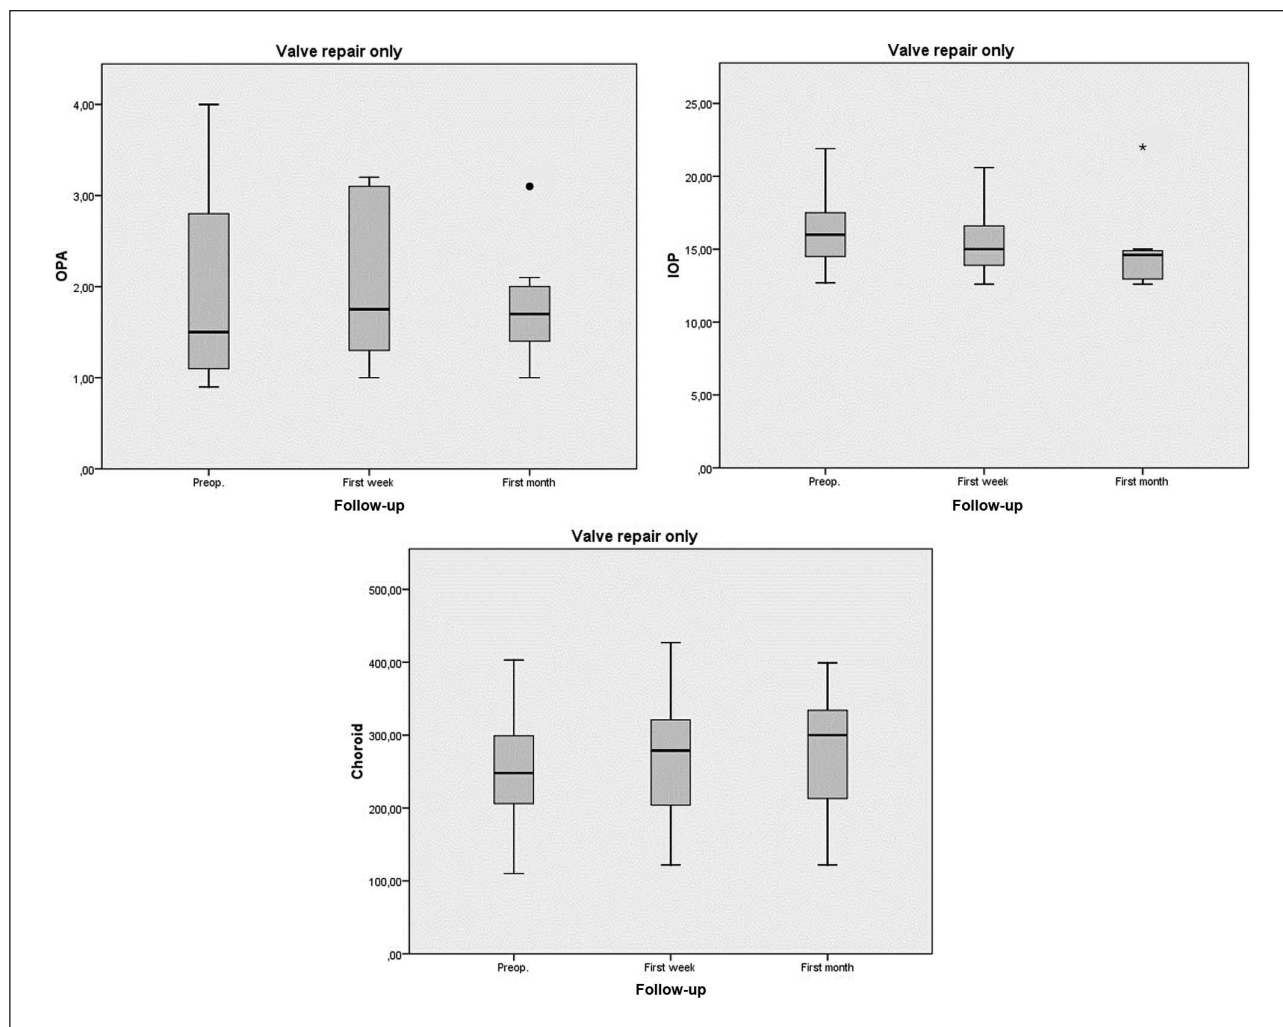 Valve repair only
4,00
3,00
2,00
1,00
,00
OPA
Preop. First week First month
Follow-up
Valve repair only
25,00
20,00
15,00
10,00
5,00
,00
IOP
*
Preop. First week First month
Follow-up
Valve repair only
500,00
400,00
300,00
200,00
100,00
,00
Choroid
Preop. First week First month
Follow-up